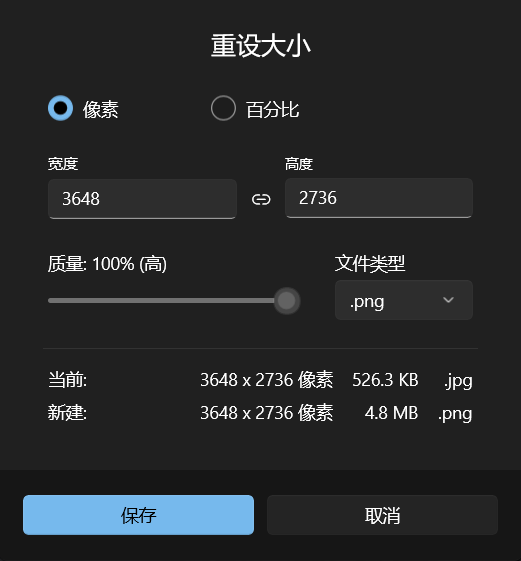 重设大小
像素 百分比
宽度 高度
3648 2736
质量: 100% (高) 文件类型
.png
当前: 3648 x 2736 像素 526.3 KB .jpg
新建: 3648 x 2736 像素 4.8 MB .png
保存 取消